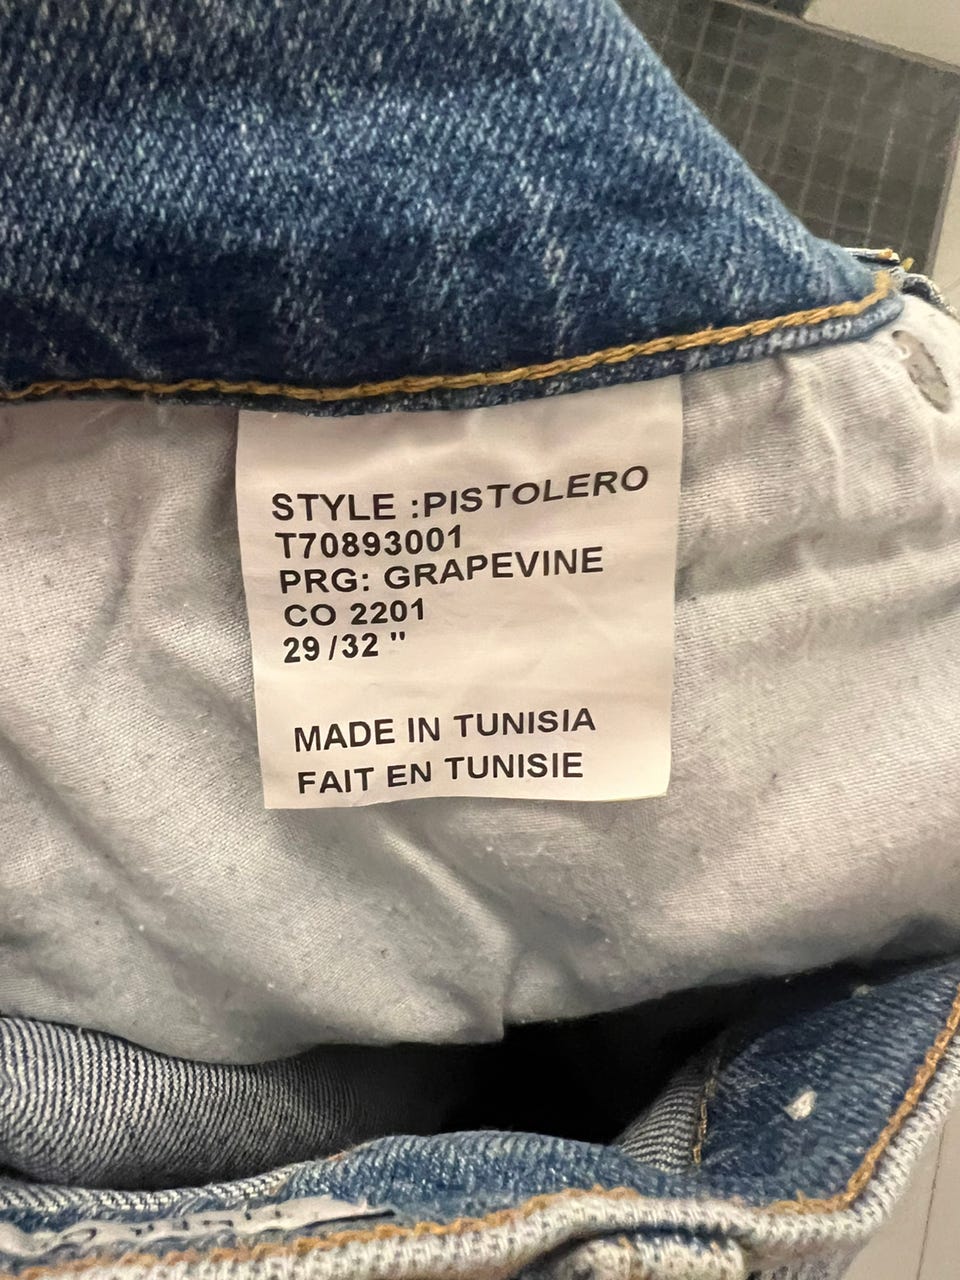 STYLE :PISTOLERO
T70893001
PRG: GRAPEVINE
CO 2201
29/32 "
MADE IN TUNISIA
FAIT EN TUNISIE